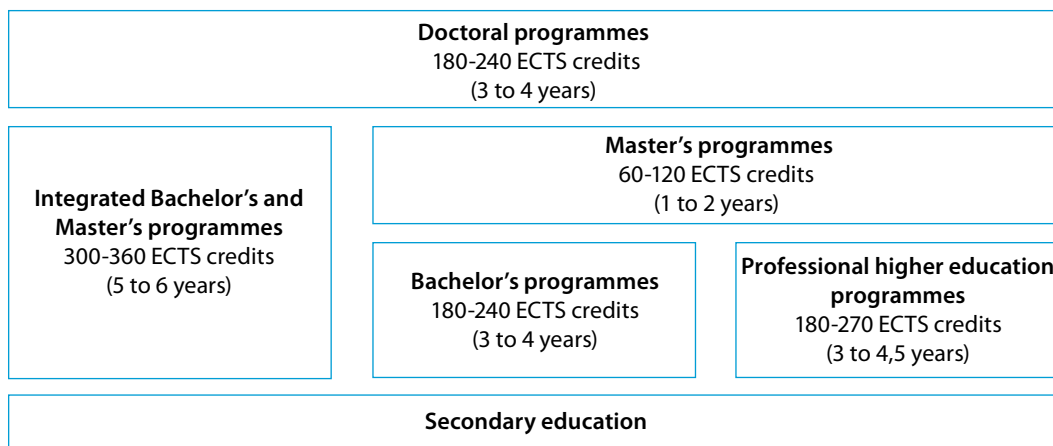 Doctoral programmes
180-240 ECTS credits
(3 to 4 years)
Integrated Bachelor's and
Master's programmes
300-360 ECTS credits
(5 to 6 years)
Master's programmes
60-120 ECTS credits
(1 to 2 years)
Bachelor's programmes
180-240 ECTS credits
(3 to 4 years)
Professional higher education
programmes
180-270 ECTS credits
(3 to 4,5 years)
Secondary education